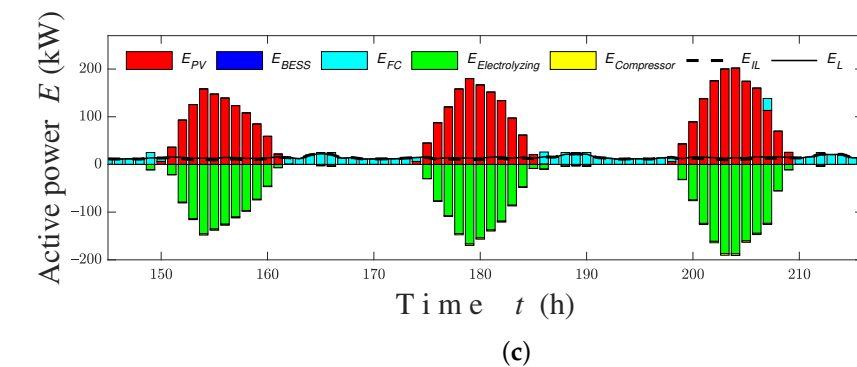 E_PV E_BESS E_FC E_Electrolyzing E_Compressor E_IL E_L
Active power E (kW)
200
100
0
−100
−200
150 160 170 180 190 200 210
Time t (h)
(c)